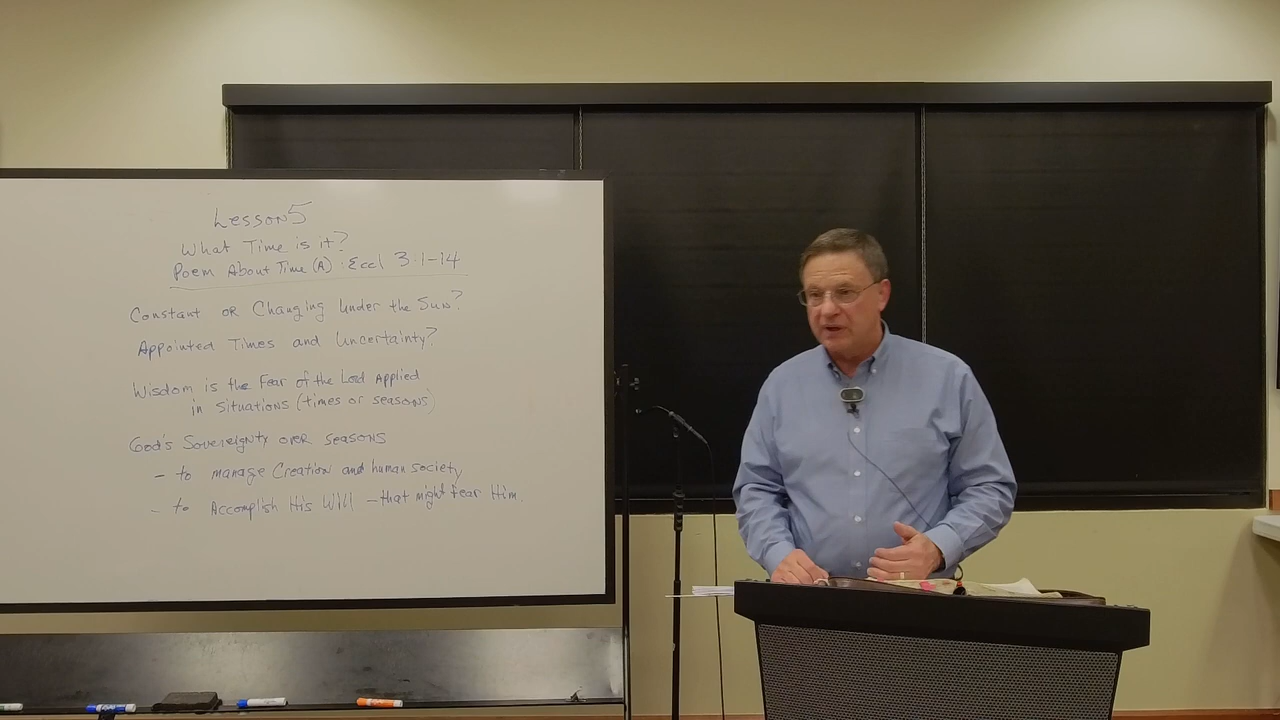 Lesson 5
What Time is it?
Poem About Time (A) : Eccl 3:1-14
Constant or Changing Under the Sun?
Appointed Times and Uncertainty?
Wisdom is the Fear of the Lord Applied
in Situations (times or seasons)
God's Sovereignty over seasons
- to manage Creation and human society
- to Accomplish His Will - that might fear Him.